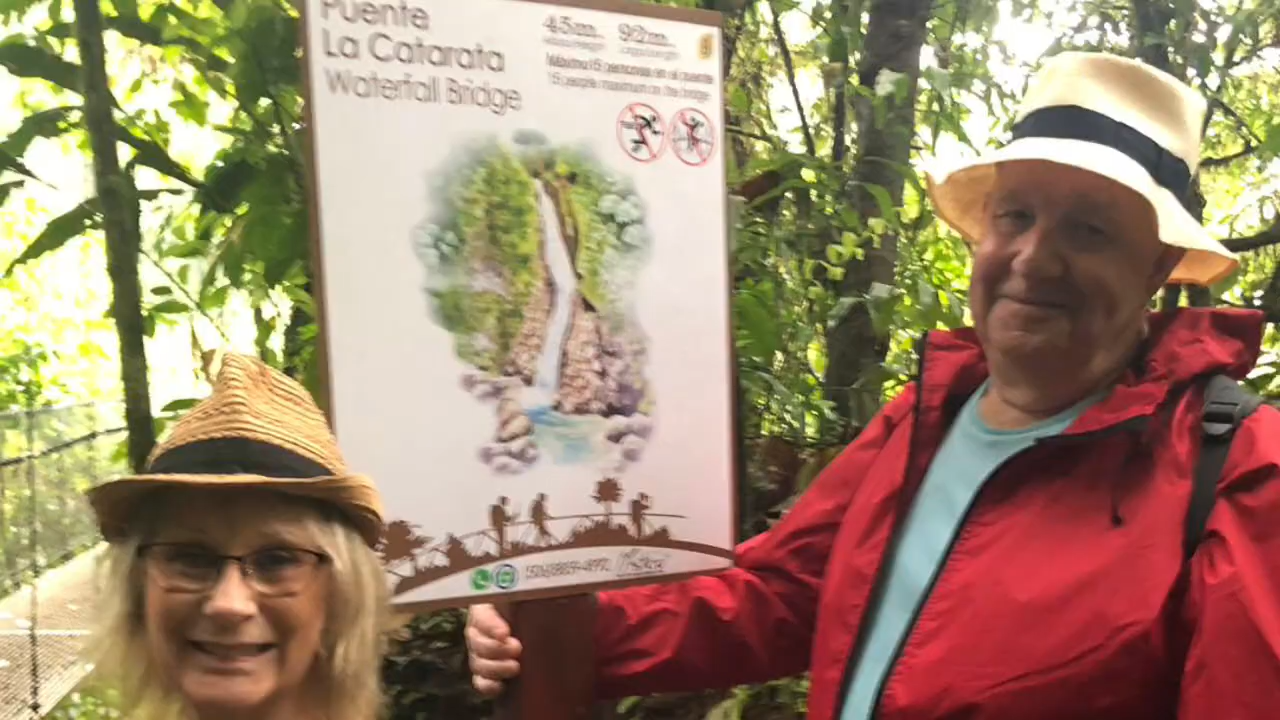 Puente
La Catarata
Waterfall Bridge
45m. 92m.
Máximo 15 personas en el puente
15 people maximum on the bridge